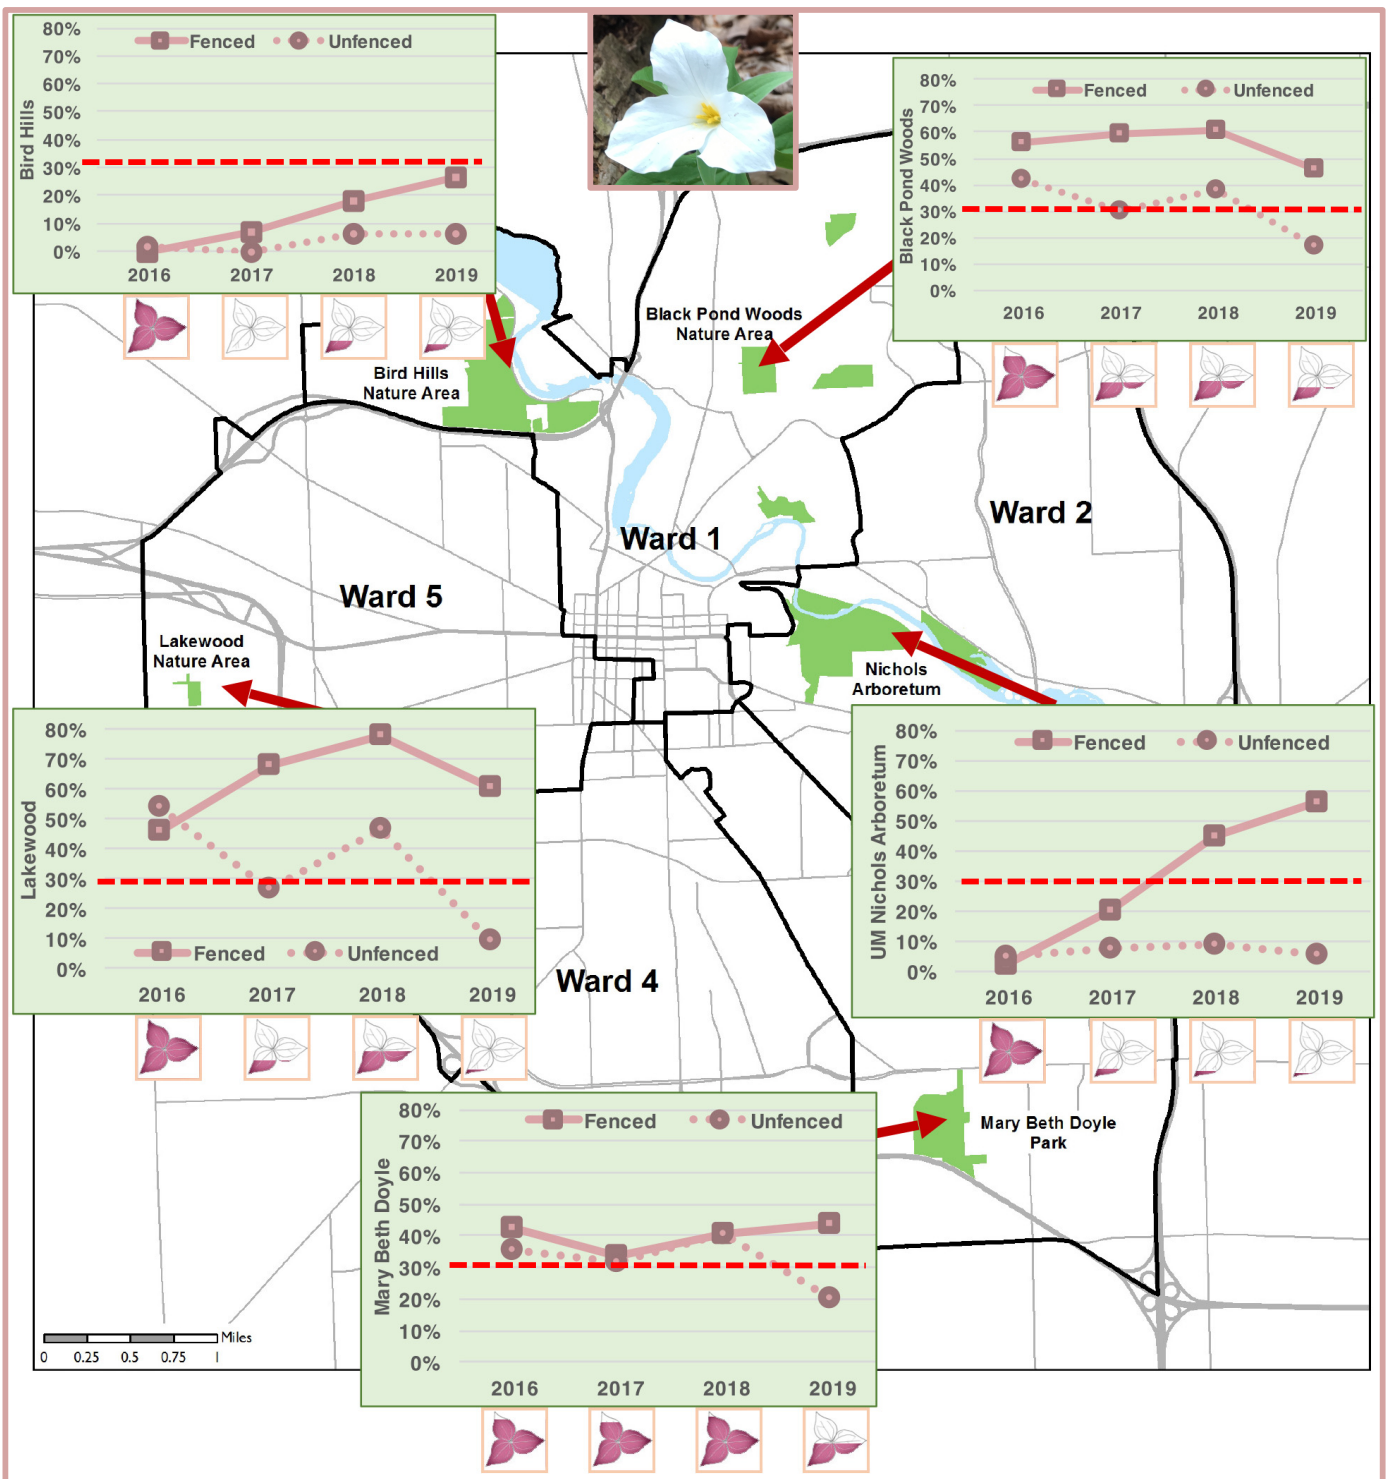 80%
70%
60%
50%
40%
30%
20%
10%
0%
Bird Hills
Fenced Unfenced
2016 2017 2018 2019
80%
70%
60%
50%
40%
30%
20%
10%
0%
Black Pond Woods
Fenced Unfenced
2016 2017 2018 2019
Black Pond Woods
Nature Area
Bird Hills
Nature Area
Ward 2
Ward 1
Ward 5
Lakewood
Nature Area
Nichols
Arboretum
80%
70%
60%
50%
40%
30%
20%
10%
0%
Lakewood
Fenced Unfenced
2016 2017 2018 2019
80%
70%
60%
50%
40%
30%
20%
10%
0%
UM Nichols Arboretum
Fenced Unfenced
2016 2017 2018 2019
Ward 4
80%
70%
60%
50%
40%
30%
20%
10%
0%
Mary Beth Doyle
Fenced Unfenced
2016 2017 2018 2019
Mary Beth Doyle
Park
Miles
0 0.25 0.5 0.75 1